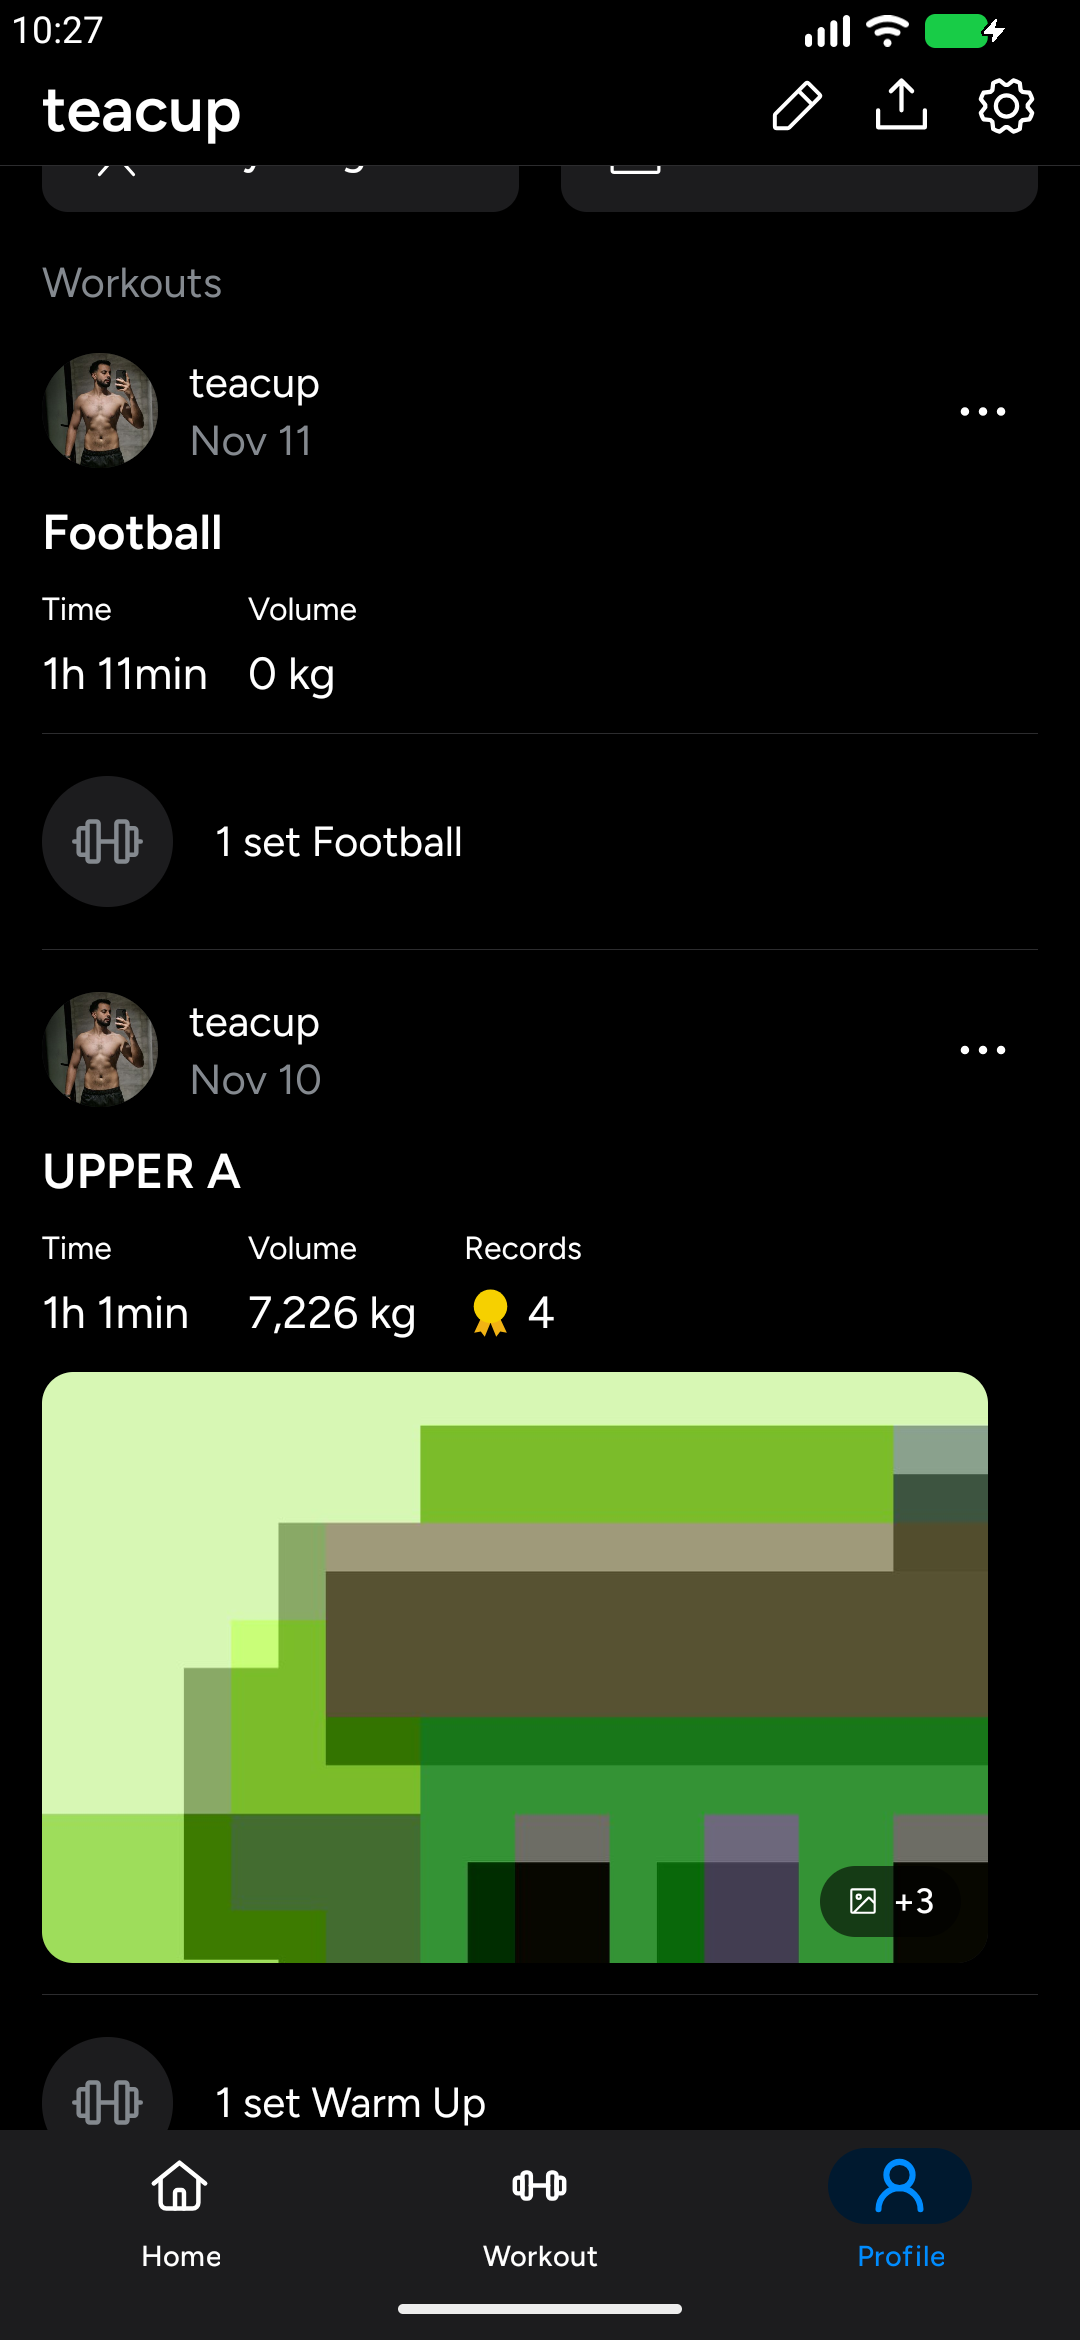 10:27
teacup
Workouts
teacup
Nov 11
Football
Time Volume
1h 11min 0 kg
1 set Football
teacup
Nov 10
UPPER A
Time Volume Records
1h 1min 7,226 kg 4
+3
1 set Warm Up
Home Workout Profile